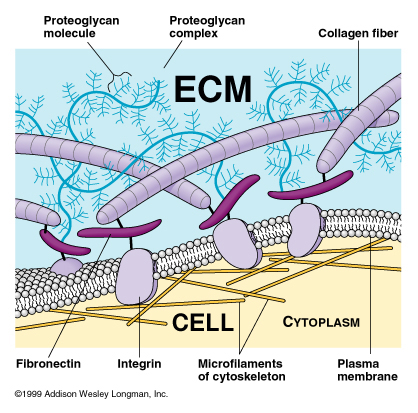 Proteoglycan
molecule
Proteoglycan
complex
Collagen fiber
ECM
CELL
CYTOPLASM
Fibronectin
Integrin
Microfilaments
of cytoskeleton
Plasma
membrane
©1999 Addison Wesley Longman, Inc.